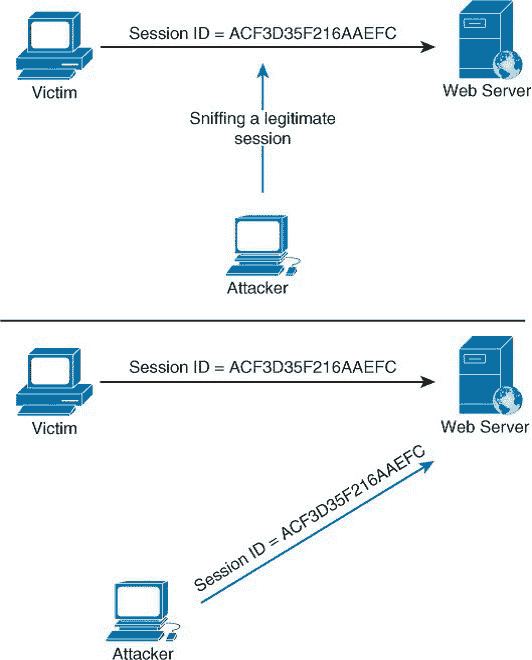 Session ID = ACF3D35F216AAEFC
Victim
Web Server
Sniffing a legitimate
session
Attacker
Session ID = ACF3D35F216AAEFC
Victim
Web Server
Session ID = ACF3D35F216AAEFC
Attacker